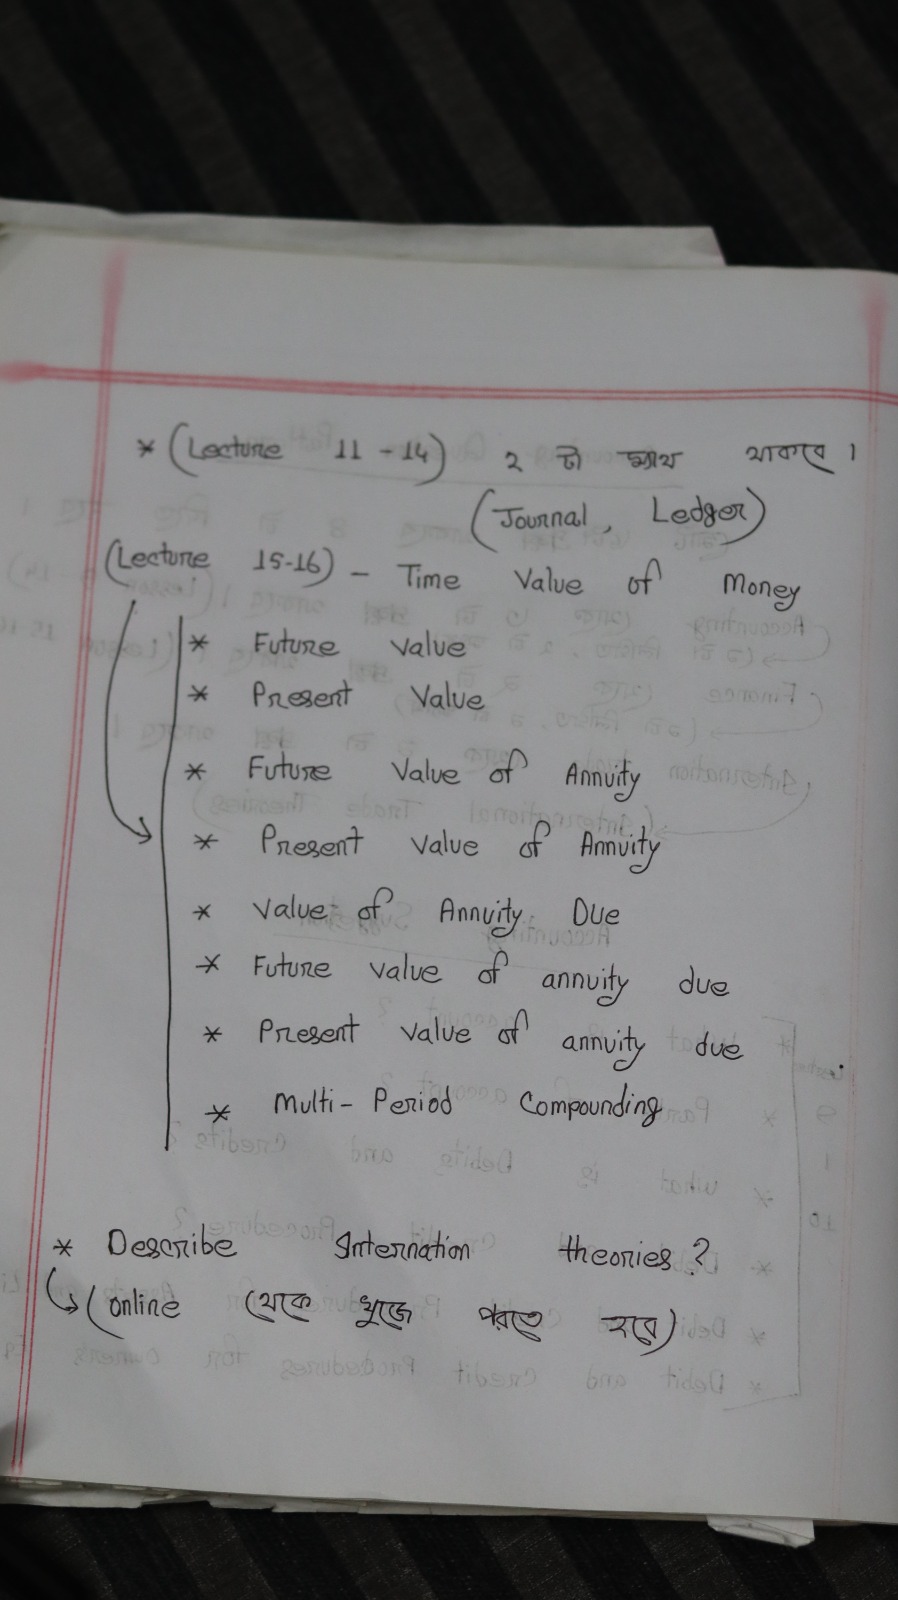 * (Lecture 11 - 14) ২ টা ম্যাথ থাকবে।
(Journal, Ledger)
(Lecture 15-16) - Time Value of Money
* Future value
* Present Value
* Future Value of Annuity
* Present value of Annuity
* Value of Annuity Due
* Future value of annuity due
* Present value of annuity due
* Multi-Period Compounding
* Describe Internation theories?
(online থেকে খুজে পরতে হবে)